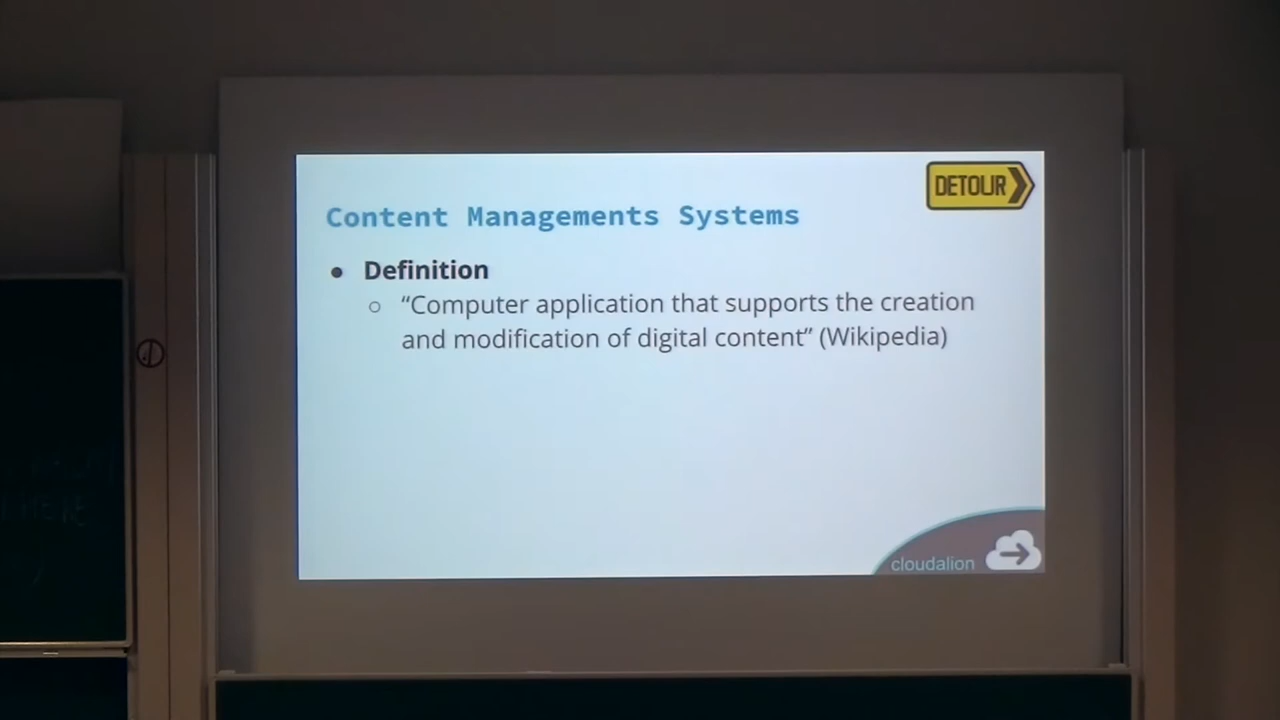 DETOUR
Content Managements Systems
● Definition
○ “Computer application that supports the creation
and modification of digital content” (Wikipedia)
cloudalion